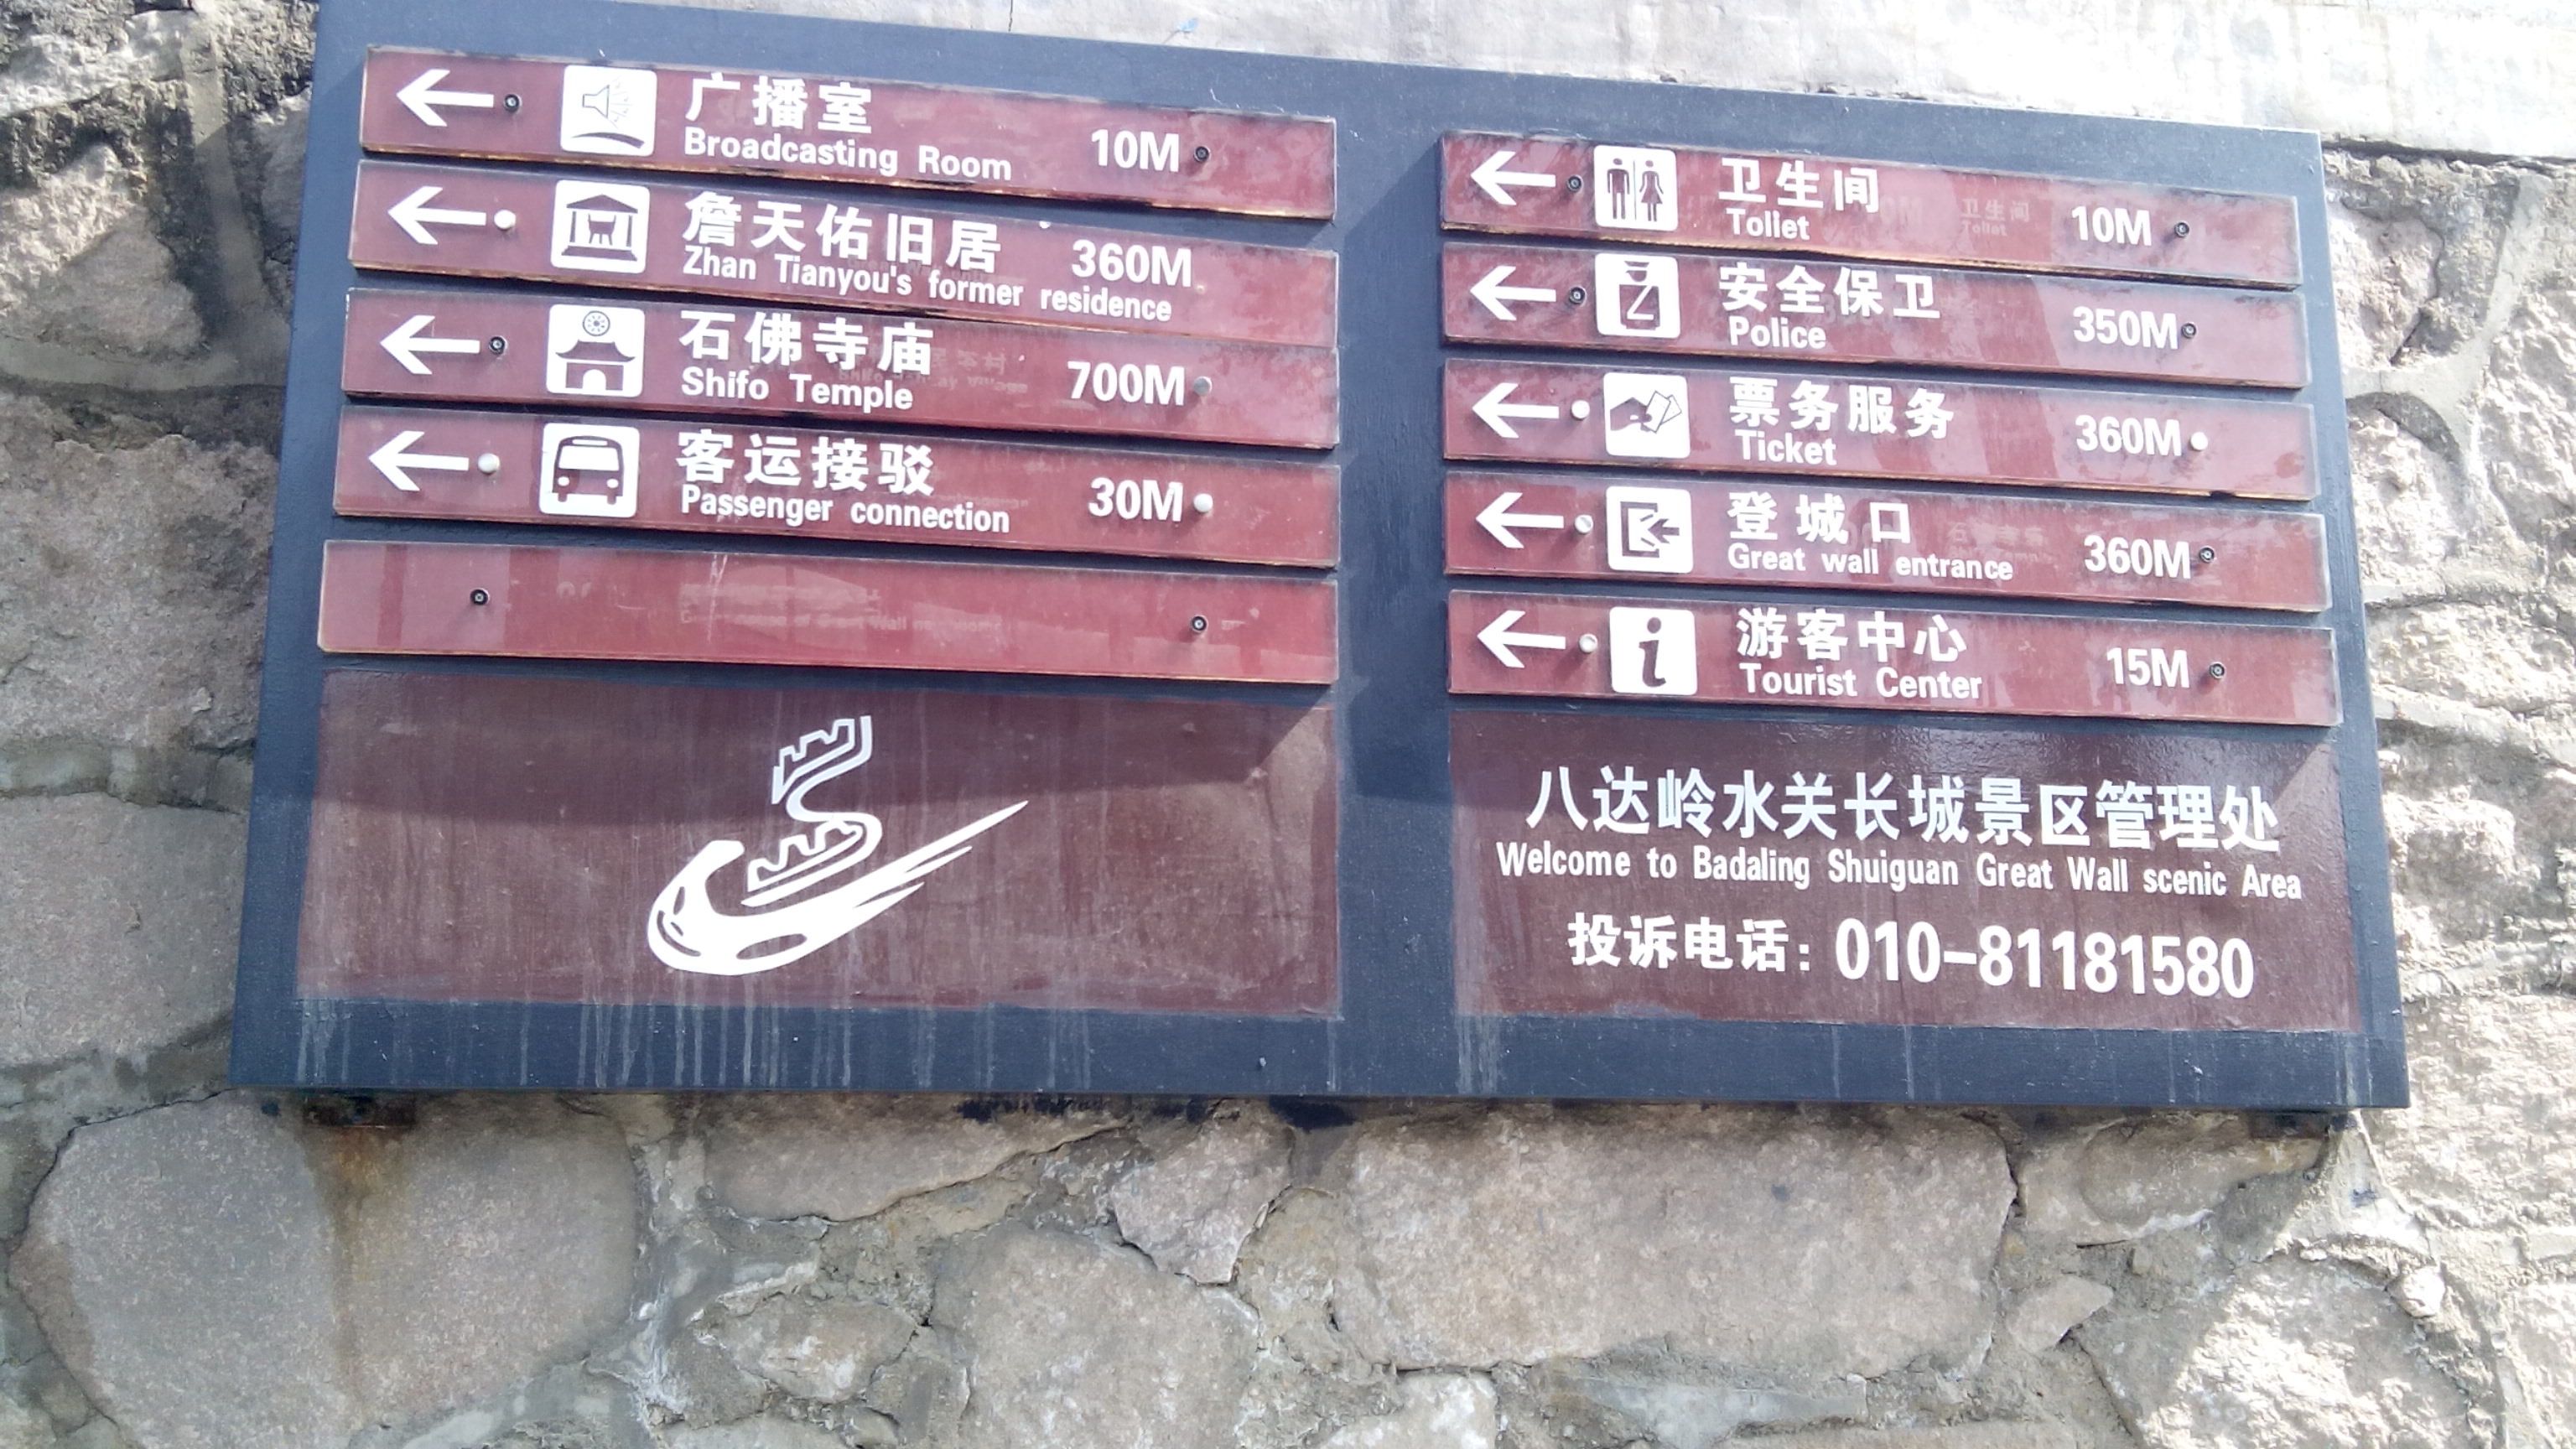 广播室
Broadcasting Room
10M
詹天佑旧居
360M
Zhan Tianyou's former residence
石佛寺庙
Shifo Temple
700M
客运接驳
Passenger connection
30M
卫生间
Toliet
10M
安全保卫
Police
350M
票务服务
Ticket
360M
登城口
Great wall entrance
360M
游客中心
Tourist Center
15M
八达岭水关长城景区管理处
Welcome to Badaling Shuiguan Great Wall scenic Area
投诉电话：010-81181580